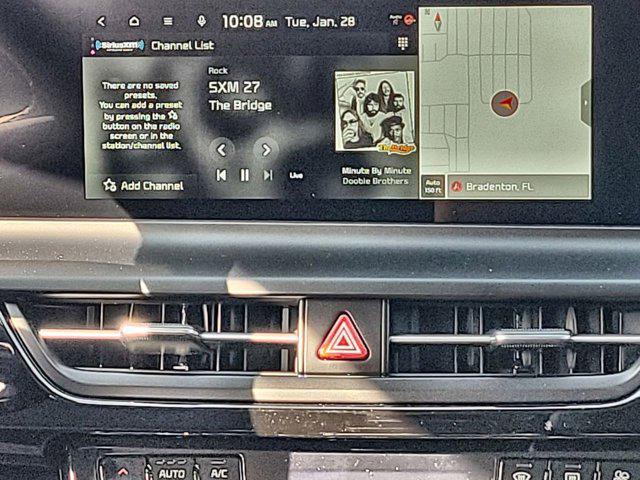 10:08 AM Tue, Jan. 28
SiriusXM Channel List
There are no saved
presets.
You can add a preset
by pressing the
button on the radio
screen or in the
station/channel list.
Add Channel
Rock
SXM 27
The Bridge
Live
The Bridge
Minute By Minute
Doobie Brothers
N
Auto
150 ft
Bradenton, FL
AUTO
A/C